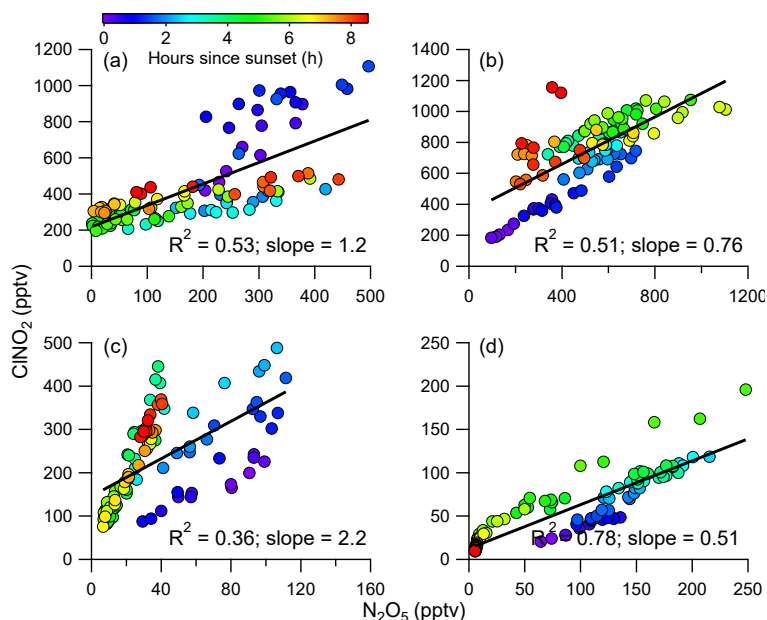 0 2 4 6 8
Hours since sunset (h)
(a)
1200
1000
800
600
400
200
0
0 100 200 300 400 500
R² = 0.53; slope = 1.2
(b)
1400
1200
1000
800
600
400
200
0
0 400 800 1200
R² = 0.51; slope = 0.76
ClNO₂ (pptv)
(c)
500
400
300
200
100
0
0 40 80 120 160
R² = 0.36; slope = 2.2
(d)
250
200
150
100
50
0
0 50 100 150 200 250
R² = 0.78; slope = 0.51
N₂O₅ (pptv)